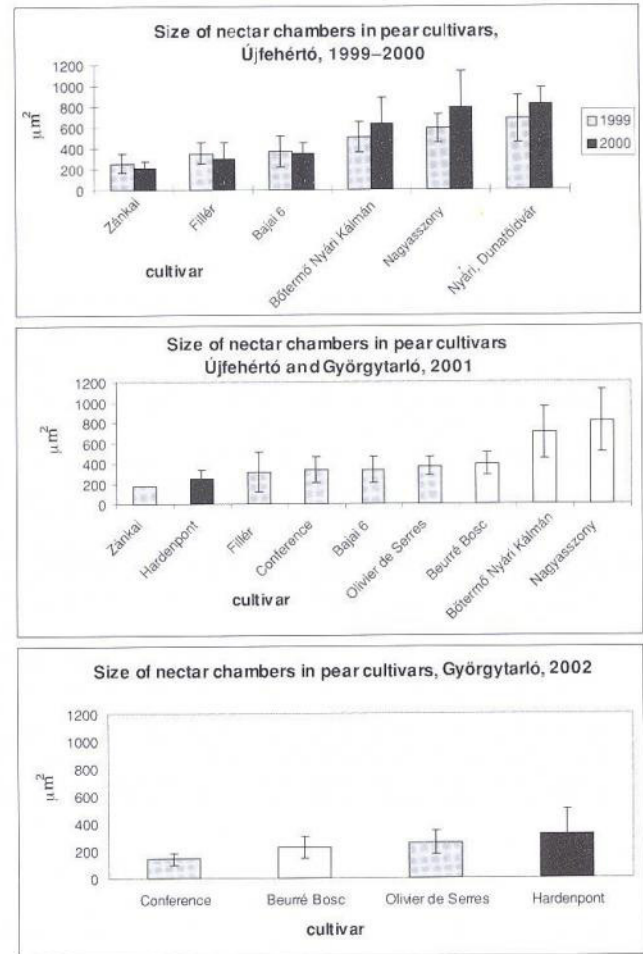 Size of nectar chambers in pear cultivars,
Újfehértó, 1999–2000
μm²
1200
1000
800
600
400
200
0
1999
2000
Zánkai
Fillér
Bajai 6
Bőtermő Nyári Kálmán
Nagyasszony
Nyári, Dunaföldvár
cultivar
Size of nectar chambers in pear cultivars
Újfehértó and Györgytarló, 2001
μm²
1200
1000
800
600
400
200
0
Zánkai
Hardenpont
Fillér
Conference
Bajai 6
Olivier de Serres
Beurré Bosc
Bőtermő Nyári Kálmán
Nagyasszony
cultivar
Size of nectar chambers in pear cultivars, Györgytarló, 2002
μm²
1200
1000
800
600
400
200
0
Conference
Beurré Bosc
Olivier de Serres
Hardenpont
cultivar